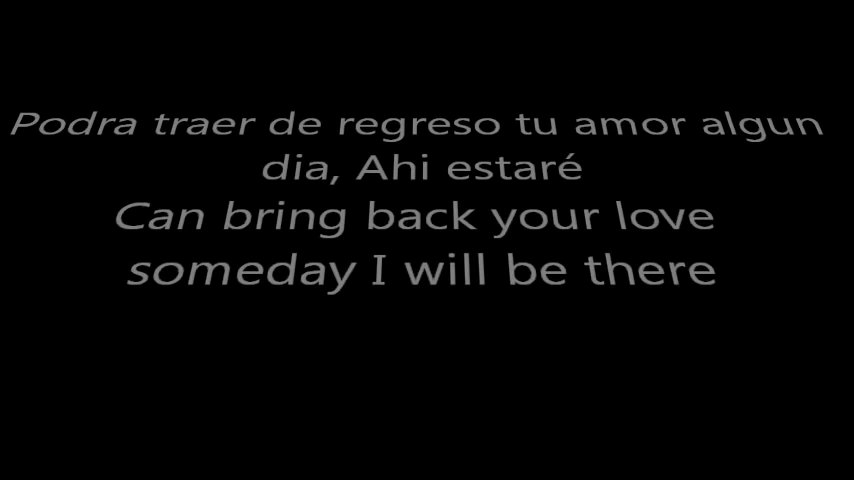 Podra traer de regreso tu amor algun
dia, Ahi estaré
Can bring back your love
someday I will be there